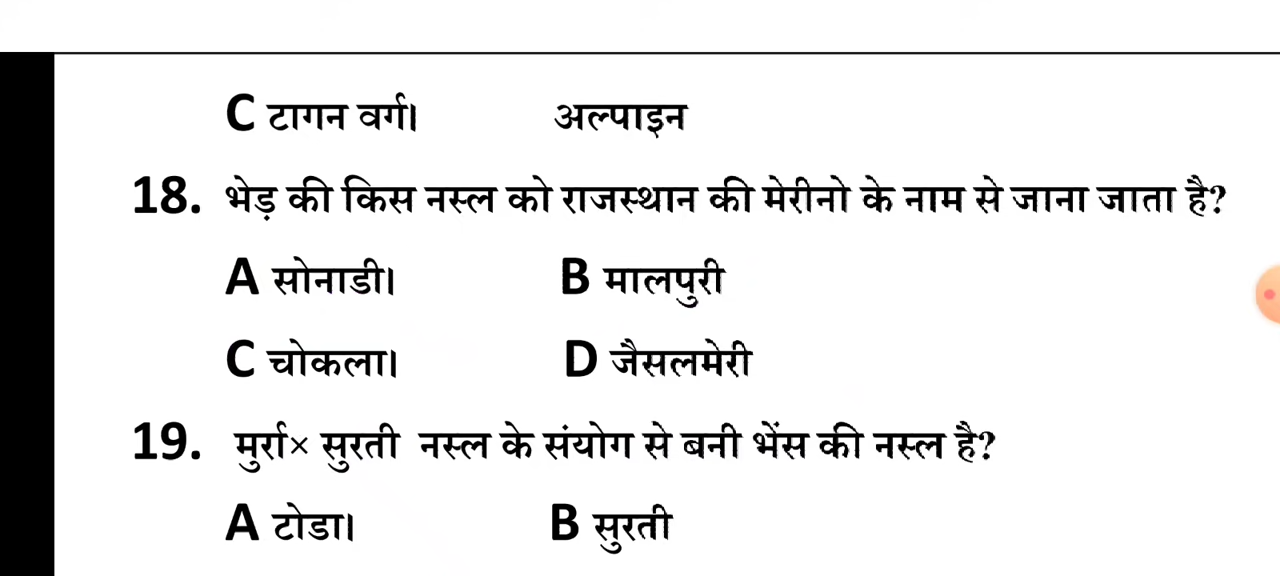 C टागन वर्ग। अल्पाइन
18. भेड़ की किस नस्ल को राजस्थान की मेरीनो के नाम से जाना जाता है?
A सोनाडी। B मालपुरी
C चोकला। D जैसलमेरी
19. मुर्रा× सुरती नस्ल के संयोग से बनी भेंस की नस्ल है?
A टोडा। B सुरती